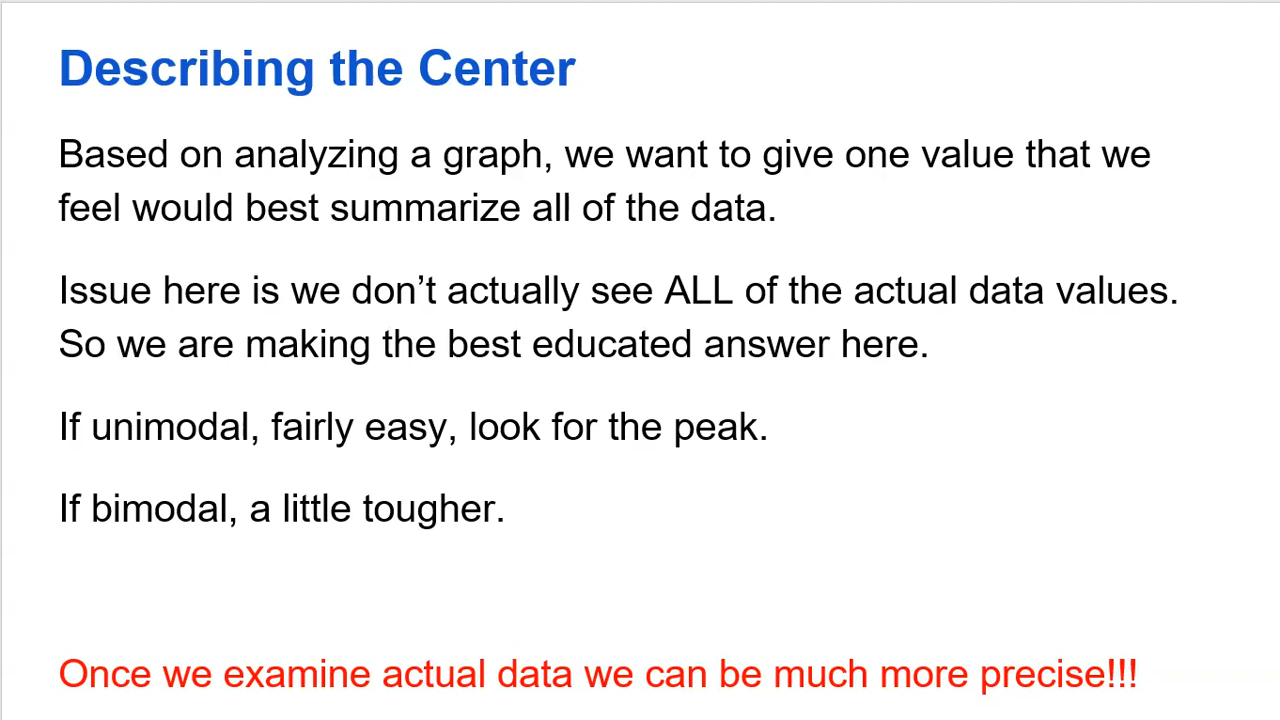 Describing the Center
Based on analyzing a graph, we want to give one value that we
feel would best summarize all of the data.
Issue here is we don’t actually see ALL of the actual data values.
So we are making the best educated answer here.
If unimodal, fairly easy, look for the peak.
If bimodal, a little tougher.
Once we examine actual data we can be much more precise!!!